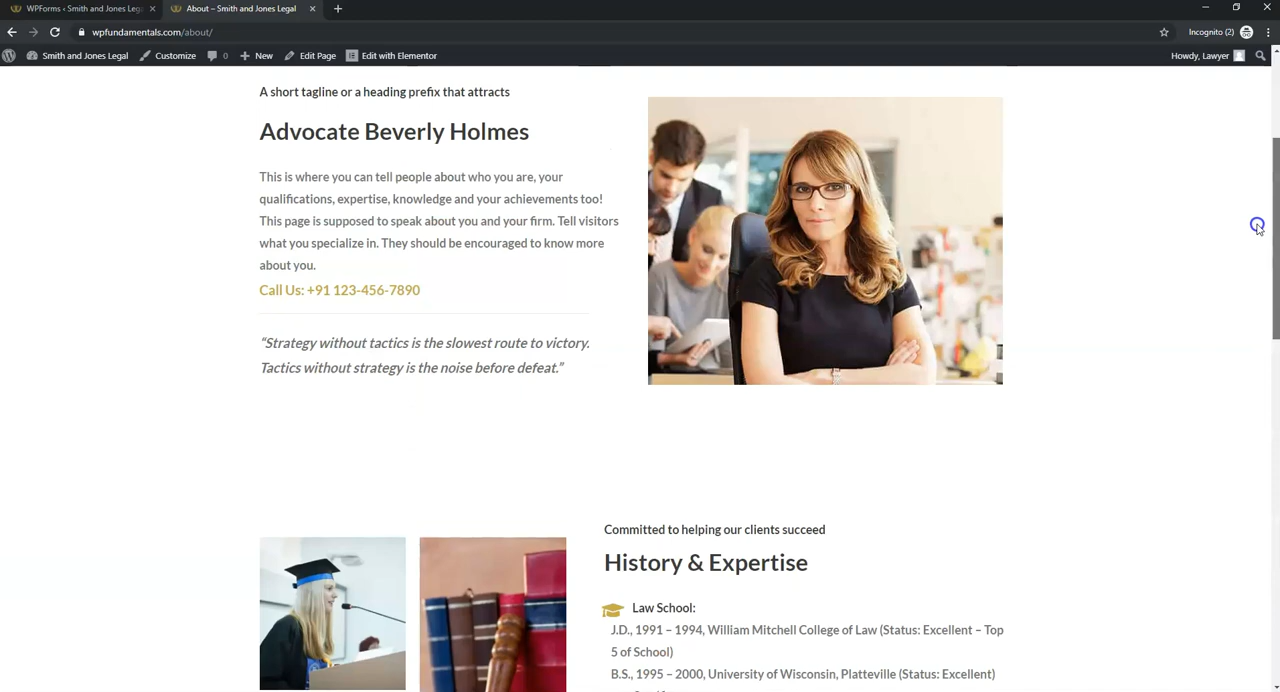 WPForms ‹ Smith and Jones Leg
About – Smith and Jones Legal
wpfundamentals.com/about/
Incognito (2)
Smith and Jones Legal
Customize
0
New
Edit Page
Edit with Elementor
Howdy, Lawyer
A short tagline or a heading prefix that attracts
Advocate Beverly Holmes
This is where you can tell people about who you are, your
qualifications, expertise, knowledge and your achievements too!
This page is supposed to speak about you and your firm. Tell visitors
what you specialize in. They should be encouraged to know more
about you.
Call Us: +91 123-456-7890
“Strategy without tactics is the slowest route to victory.
Tactics without strategy is the noise before defeat.”
Committed to helping our clients succeed
History & Expertise
Law School:
J.D., 1991 – 1994, William Mitchell College of Law (Status: Excellent – Top
5 of School)
B.S., 1995 – 2000, University of Wisconsin, Platteville (Status: Excellent)